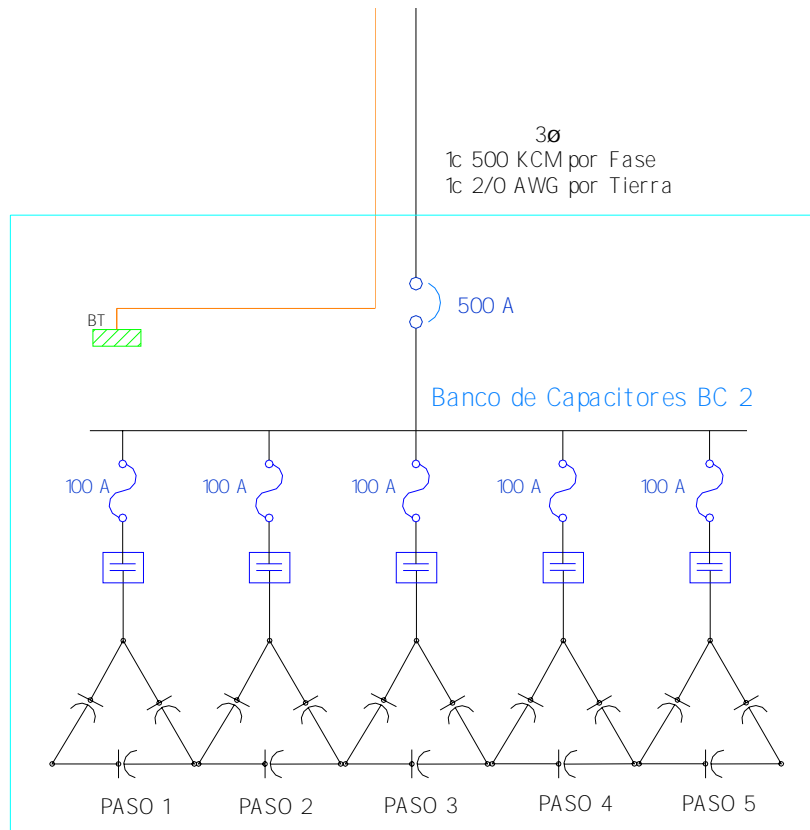 3ø
1c 500 KCM por Fase
1c 2/0 AWG por Tierra
500 A
BT
Banco de Capacitores BC 2
100 A 100 A 100 A 100 A 100 A
PASO 1 PASO 2 PASO 3 PASO 4 PASO 5